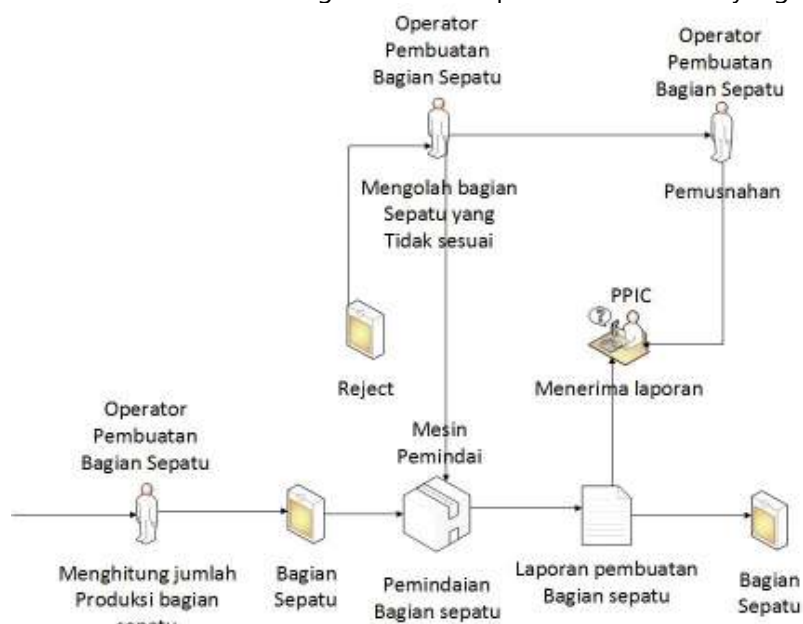 Operator
Pembuatan
Bagian Sepatu
Operator
Pembuatan
Bagian Sepatu
Mengolah bagian
Sepatu yang
Tidak sesuai
Pemusnahan
PPIC
Reject
Menerima laporan
Operator
Pembuatan
Bagian Sepatu
Mesin
Pemindai
Menghitung jumlah
Produksi bagian
Bagian
Sepatu
Pemindaian
Bagian sepatu
Laporan pembuatan
Bagian sepatu
Bagian
Sepatu